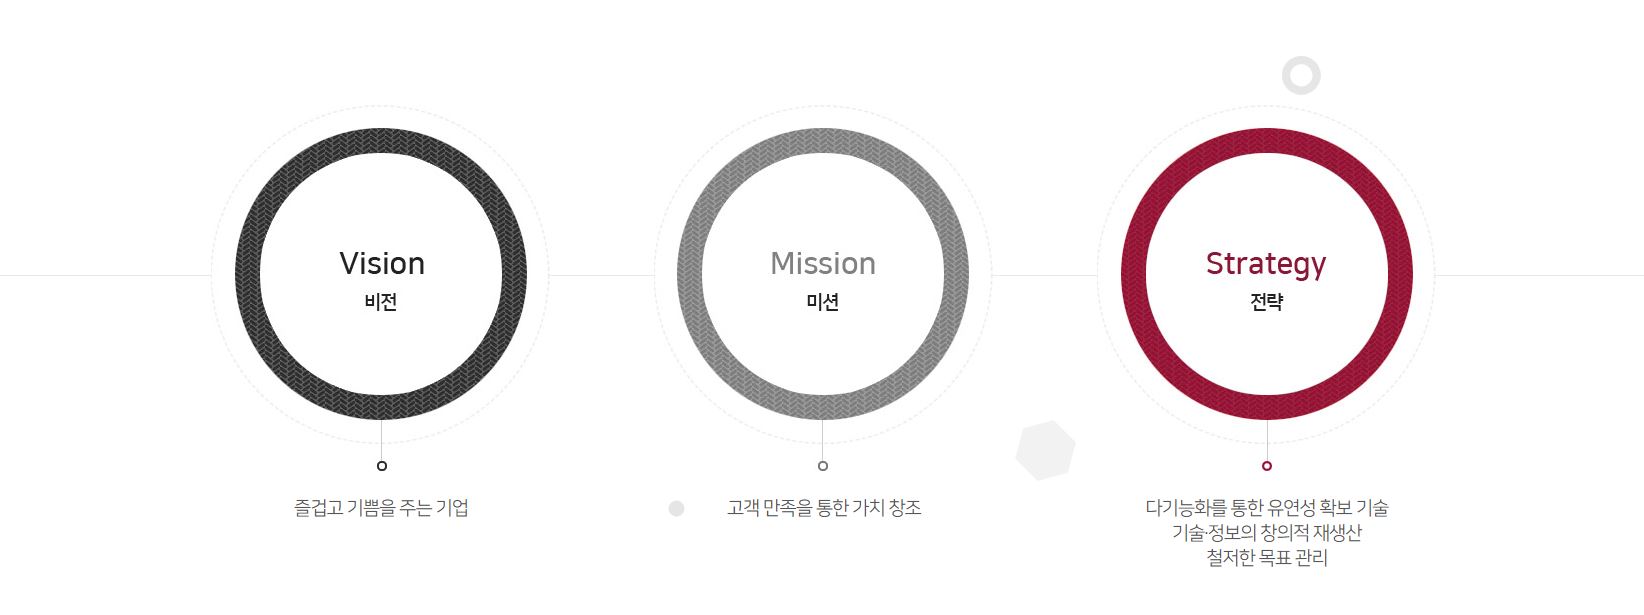 Vision
비전
즐겁고 기쁨을 주는 기업
Mission
미션
고객 만족을 통한 가치 창조
Strategy
전략
다기능화를 통한 유연성 확보 기술
기술·정보의 창의적 재생산
철저한 목표 관리